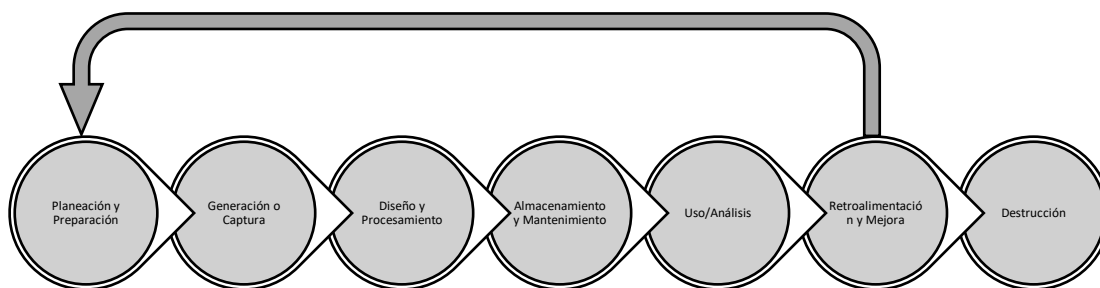 Planeación y
Preparación
Generación o
Captura
Diseño y
Procesamiento
Almacenamiento
y Mantenimiento
Uso/Análisis
Retroalimentació
n y Mejora
Destrucción